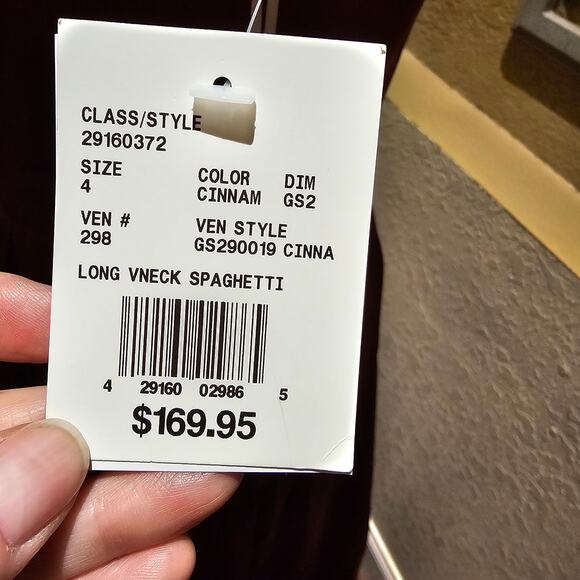 CLASS/STYLE
29160372
SIZE COLOR DIM
4 CINNAM GS2
VEN # VEN STYLE
298 GS290019 CINNA
LONG VNECK SPAGHETTI
4 29160 02986 5
$169.95